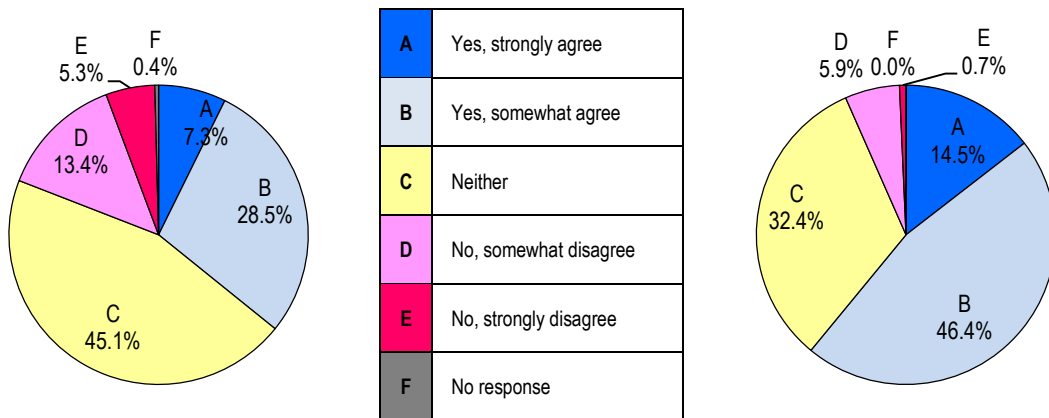 E
5.3%
F
0.4%
A
7.3%
B
28.5%
C
45.1%
D
13.4%
A Yes, strongly agree
B Yes, somewhat agree
C Neither
D No, somewhat disagree
E No, strongly disagree
F No response
D
5.9%
F
0.0%
E
0.7%
A
14.5%
B
46.4%
C
32.4%